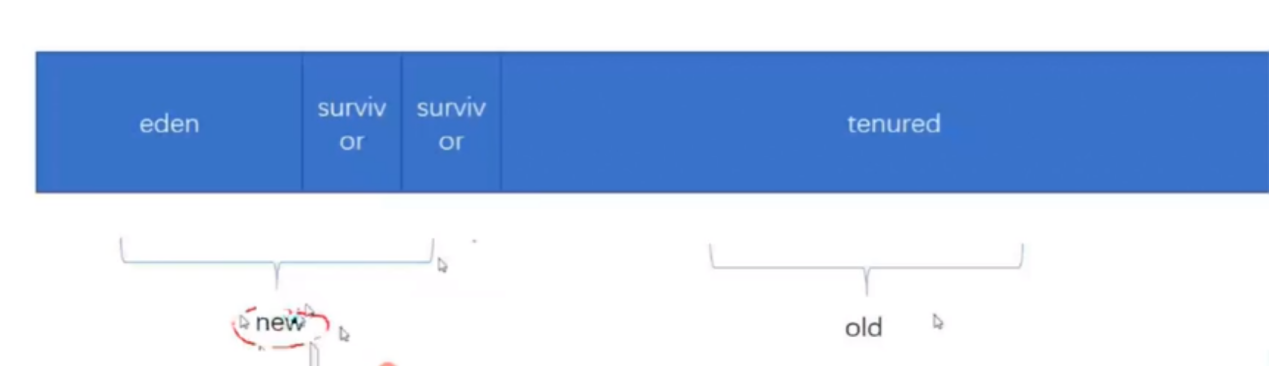 eden
surviv
or
surviv
or
tenured
new
old